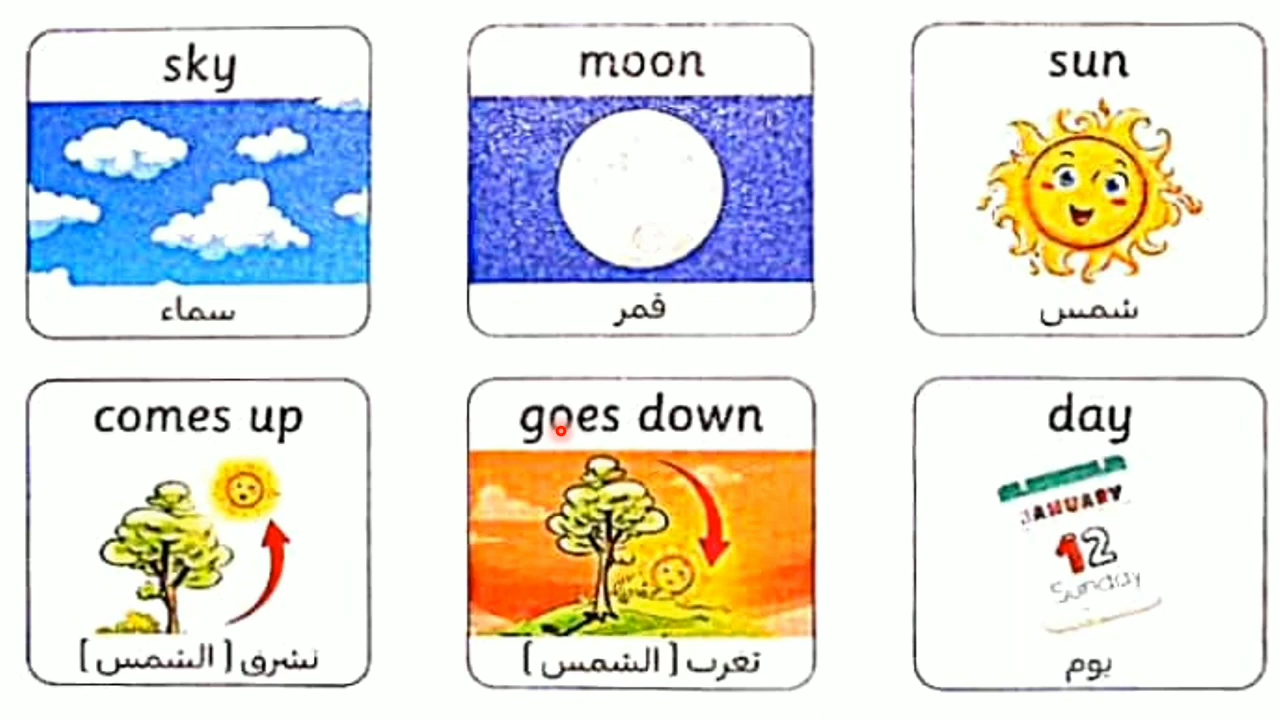 sky
سماء
moon
قمر
sun
شمس
comes up
تشرق [ الشمس ]
goes down
تغرب [ الشمس ]
day
JANUARY
12
Sunday
يوم